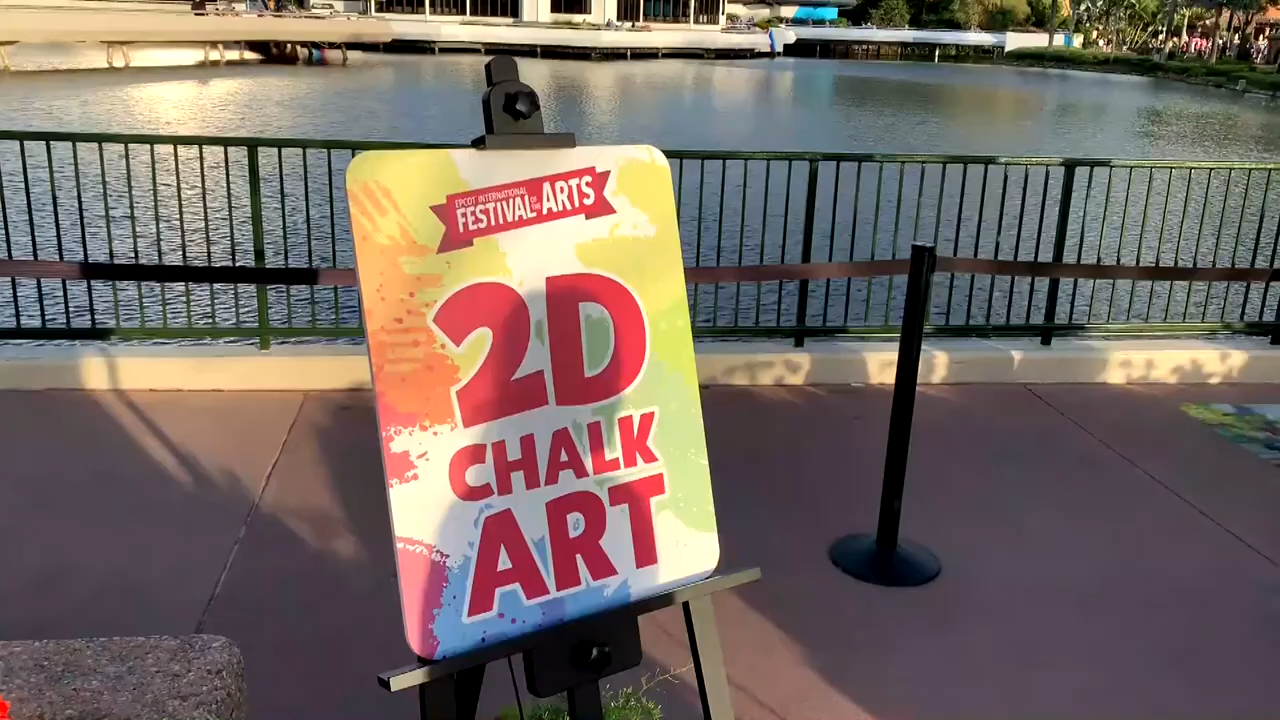 EPCOT INTERNATIONAL
FESTIVAL OF THE ARTS
2D
CHALK
ART